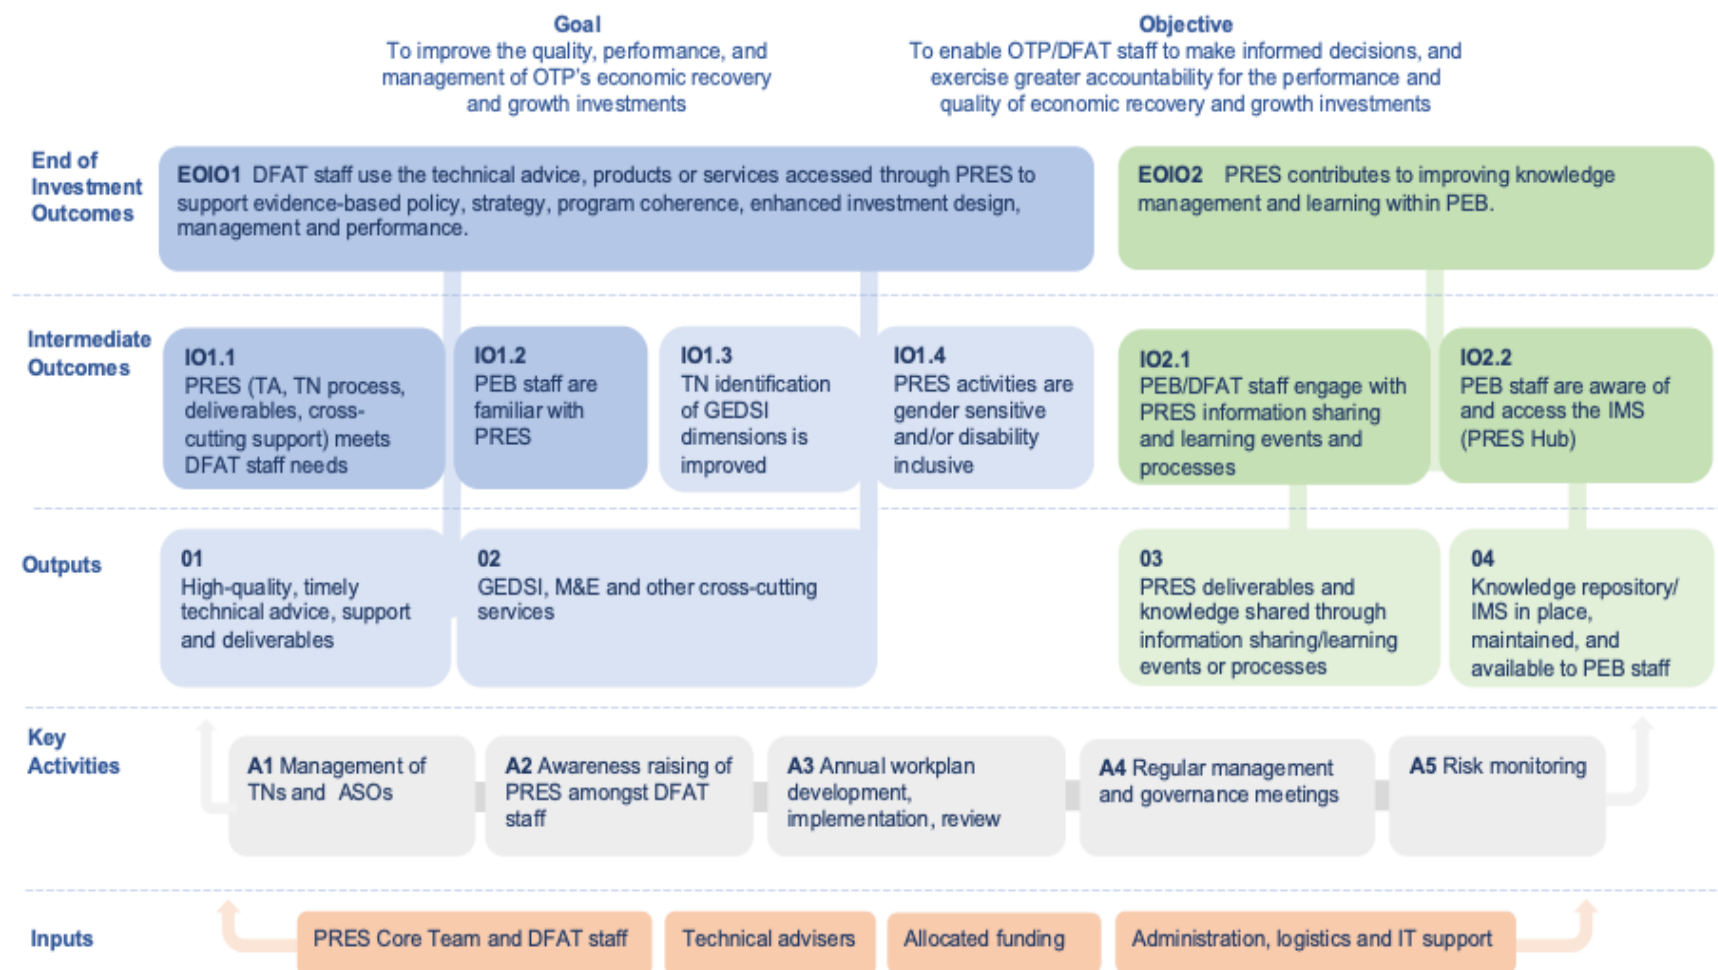 Goal
To improve the quality, performance, and
management of OTP's economic recovery
and growth investments
Objective
To enable OTP/DFAT staff to make informed decisions, and
exercise greater accountability for the performance and
quality of economic recovery and growth investments
End of
Investment
Outcomes
EOIO1 DFAT staff use the technical advice, products or services accessed through PRES to
support evidence-based policy, strategy, program coherence, enhanced investment design,
management and performance.
EOIO2 PRES contributes to improving knowledge
management and learning within PEB.
Intermediate
Outcomes
IO1.1
PRES (TA, TN process,
deliverables, cross-
cutting support) meets
DFAT staff needs
IO1.2
PEB staff are
familiar with
PRES
IO1.3
TN identification
of GEDSI
dimensions is
improved
IO1.4
PRES activities are
gender sensitive
and/or disability
inclusive
IO2.1
PEB/DFAT staff engage with
PRES information sharing
and learning events and
processes
IO2.2
PEB staff are aware of
and access the IMS
(PRES Hub)
Outputs
01
High-quality, timely
technical advice, support
and deliverables
02
GEDSI, M&E and other cross-cutting
services
03
PRES deliverables and
knowledge shared through
information sharing/learning
events or processes
04
Knowledge repository/
IMS in place,
maintained, and
available to PEB staff
Key
Activities
A1 Management of
TNs and ASOs
A2 Awareness raising of
PRES amongst DFAT
staff
A3 Annual workplan
development,
implementation, review
A4 Regular management
and governance meetings
A5 Risk monitoring
Inputs
PRES Core Team and DFAT staff
Technical advisers
Allocated funding
Administration, logistics and IT support